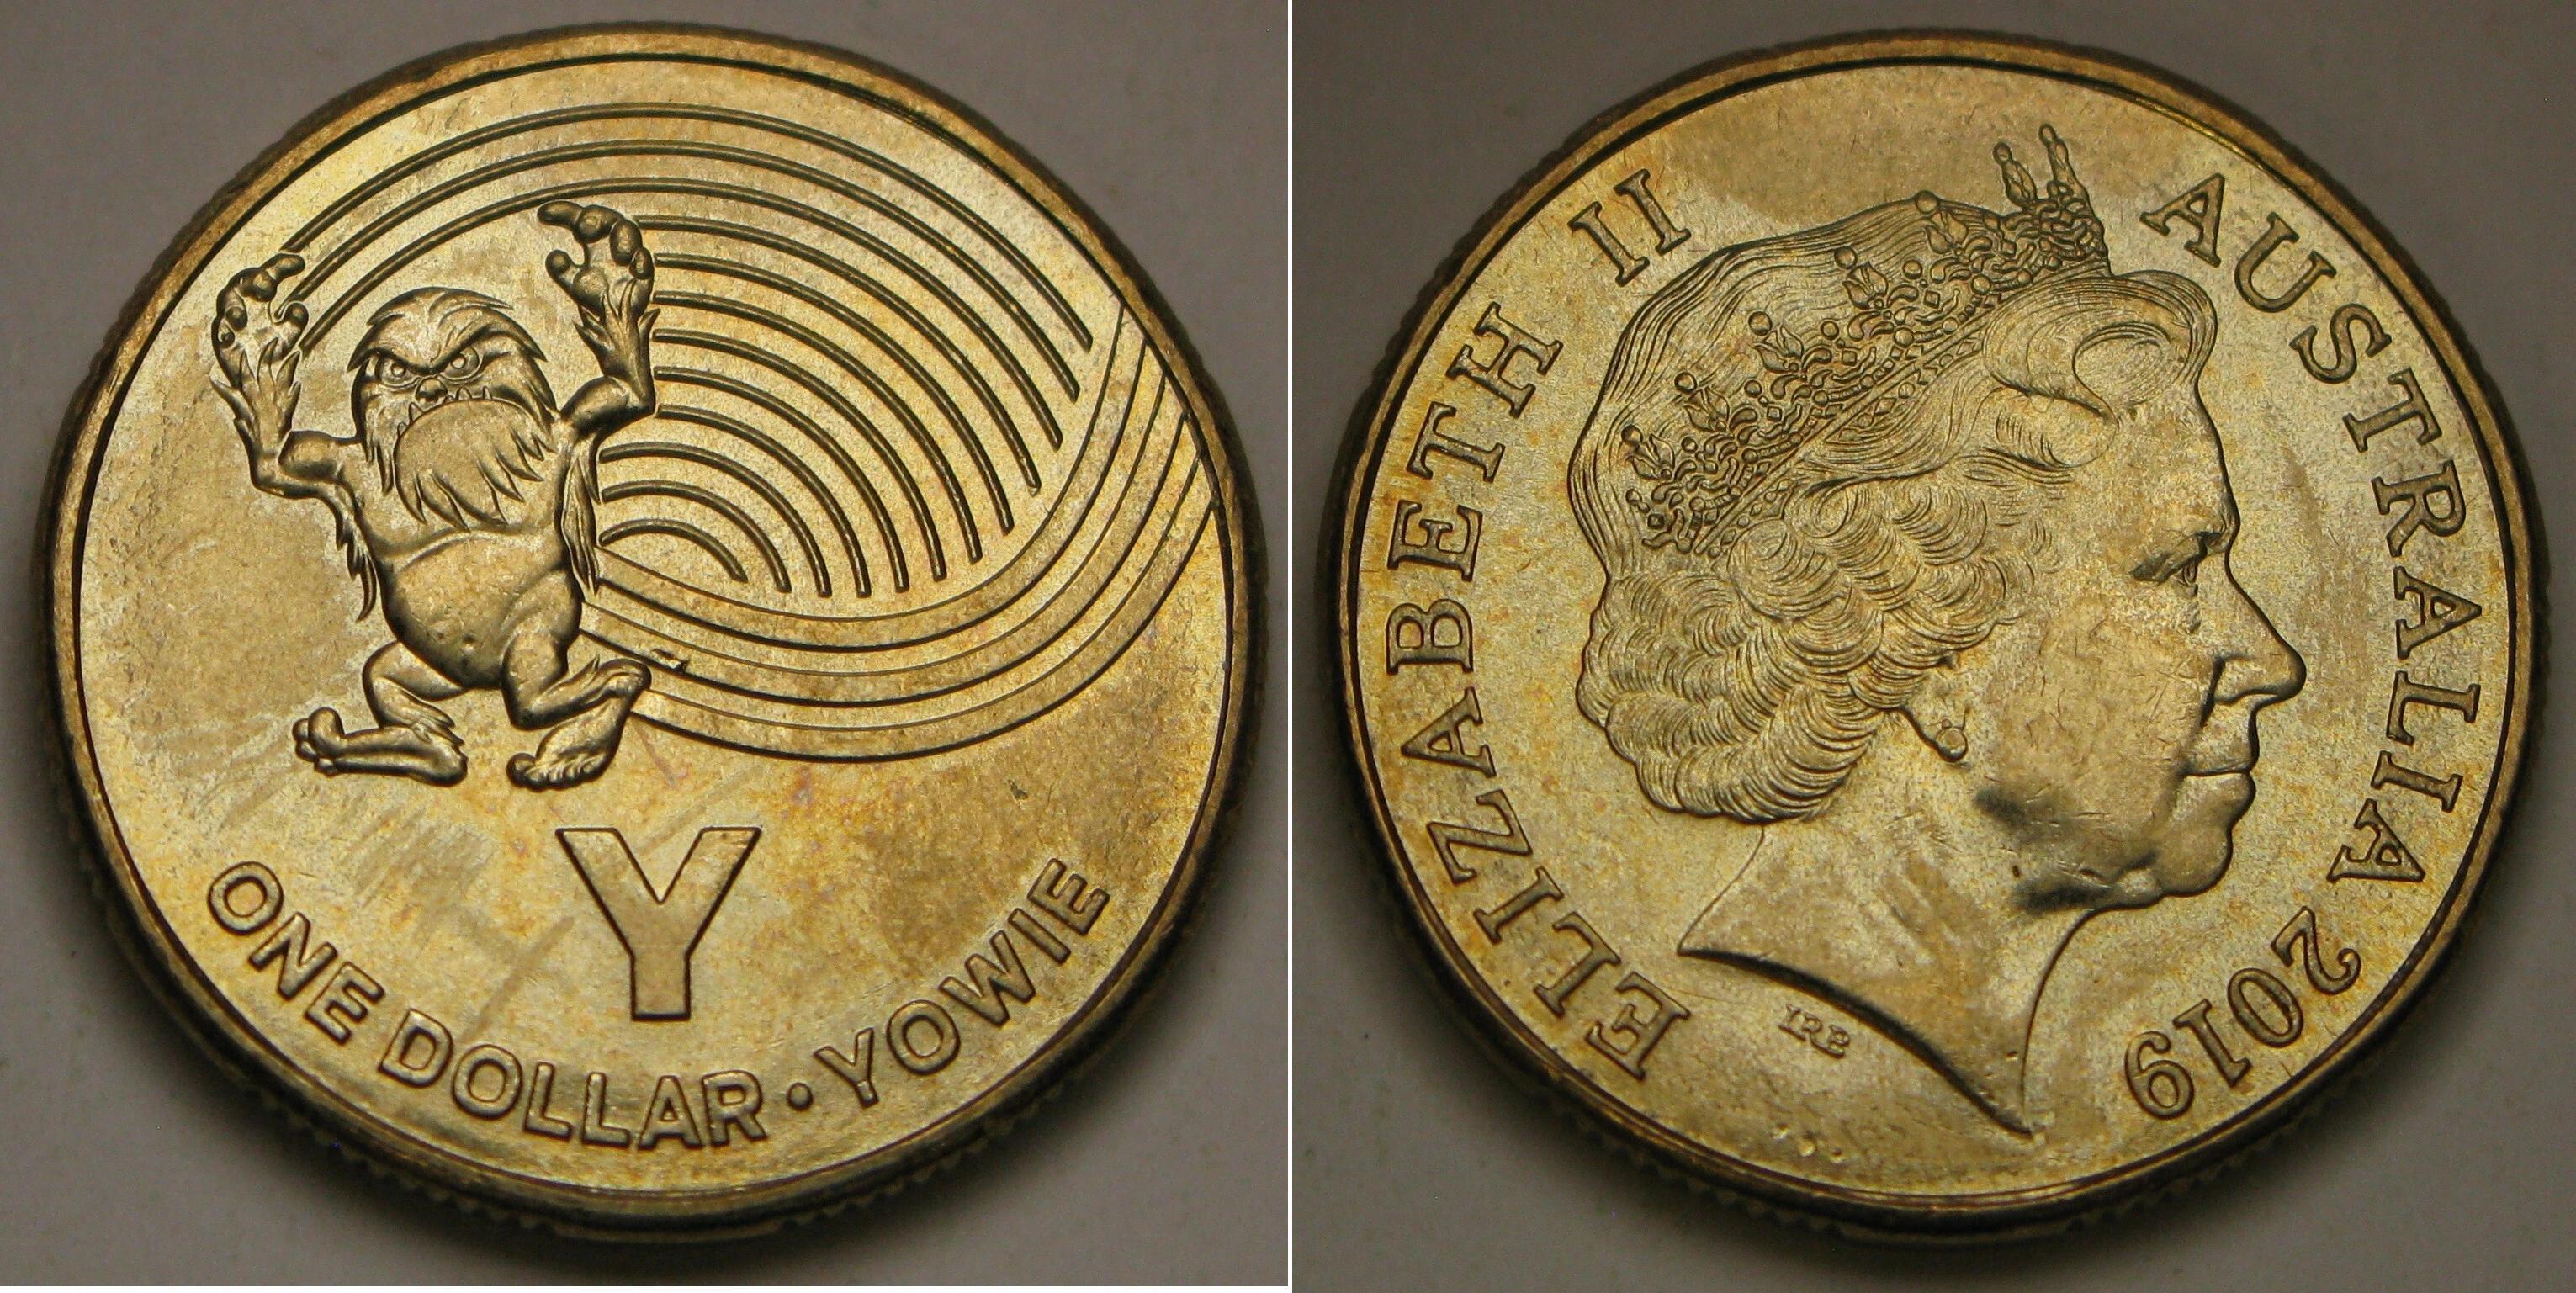 Y
ONE DOLLAR • YOWIE
ELIZABETH II AUSTRALIA 2019
IRB